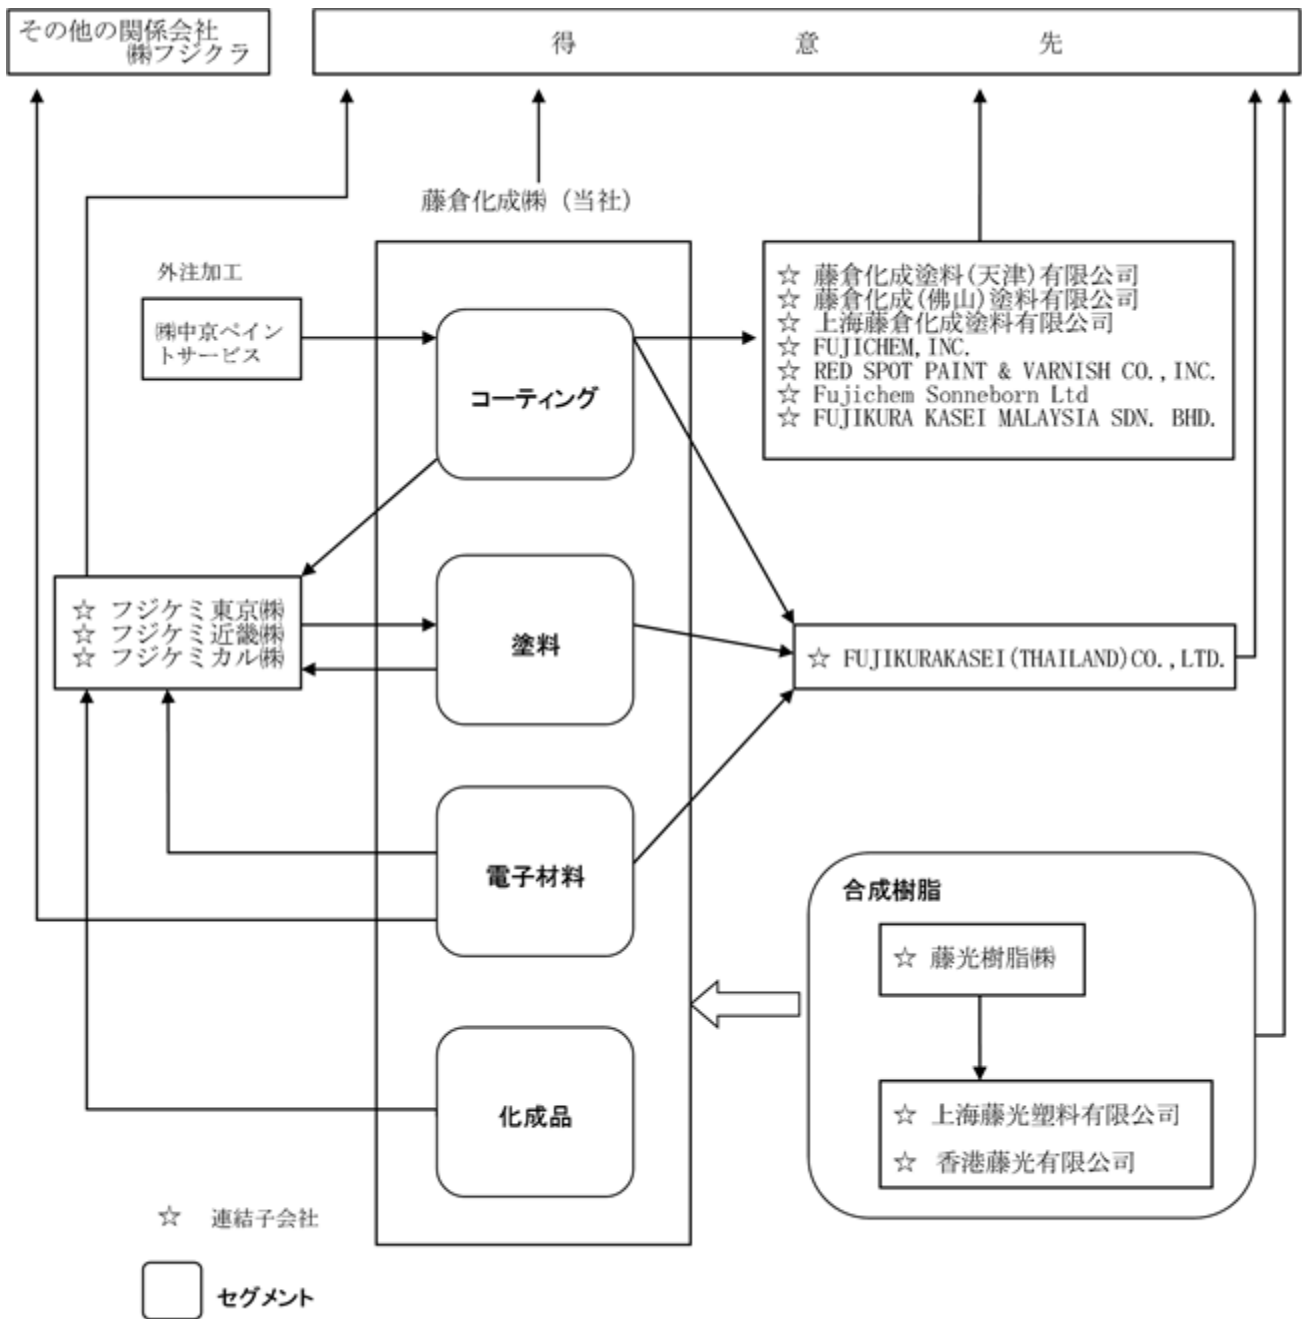 その他の関係会社
㈱フジクラ
得意先
藤倉化成㈱（当社）
外注加工
㈱中京ペイン
トサービス
コーティング
☆ 藤倉化成塗料(天津)有限公司
☆ 藤倉化成(佛山)塗料有限公司
☆ 上海藤倉化成塗料有限公司
☆ FUJICHEM,INC.
☆ RED SPOT PAINT & VARNISH CO.,INC.
☆ Fujichem Sonneborn Ltd
☆ FUJIKURA KASEI MALAYSIA SDN. BHD.
☆ フジケミ東京㈱
☆ フジケミ近畿㈱
☆ フジケミカル㈱
塗料
☆ FUJIKURAKASEI(THAILAND)CO.,LTD.
電子材料
合成樹脂
☆ 藤光樹脂㈱
☆ 上海藤光塑料有限公司
☆ 香港藤光有限公司
化成品
☆ 連結子会社
セグメント